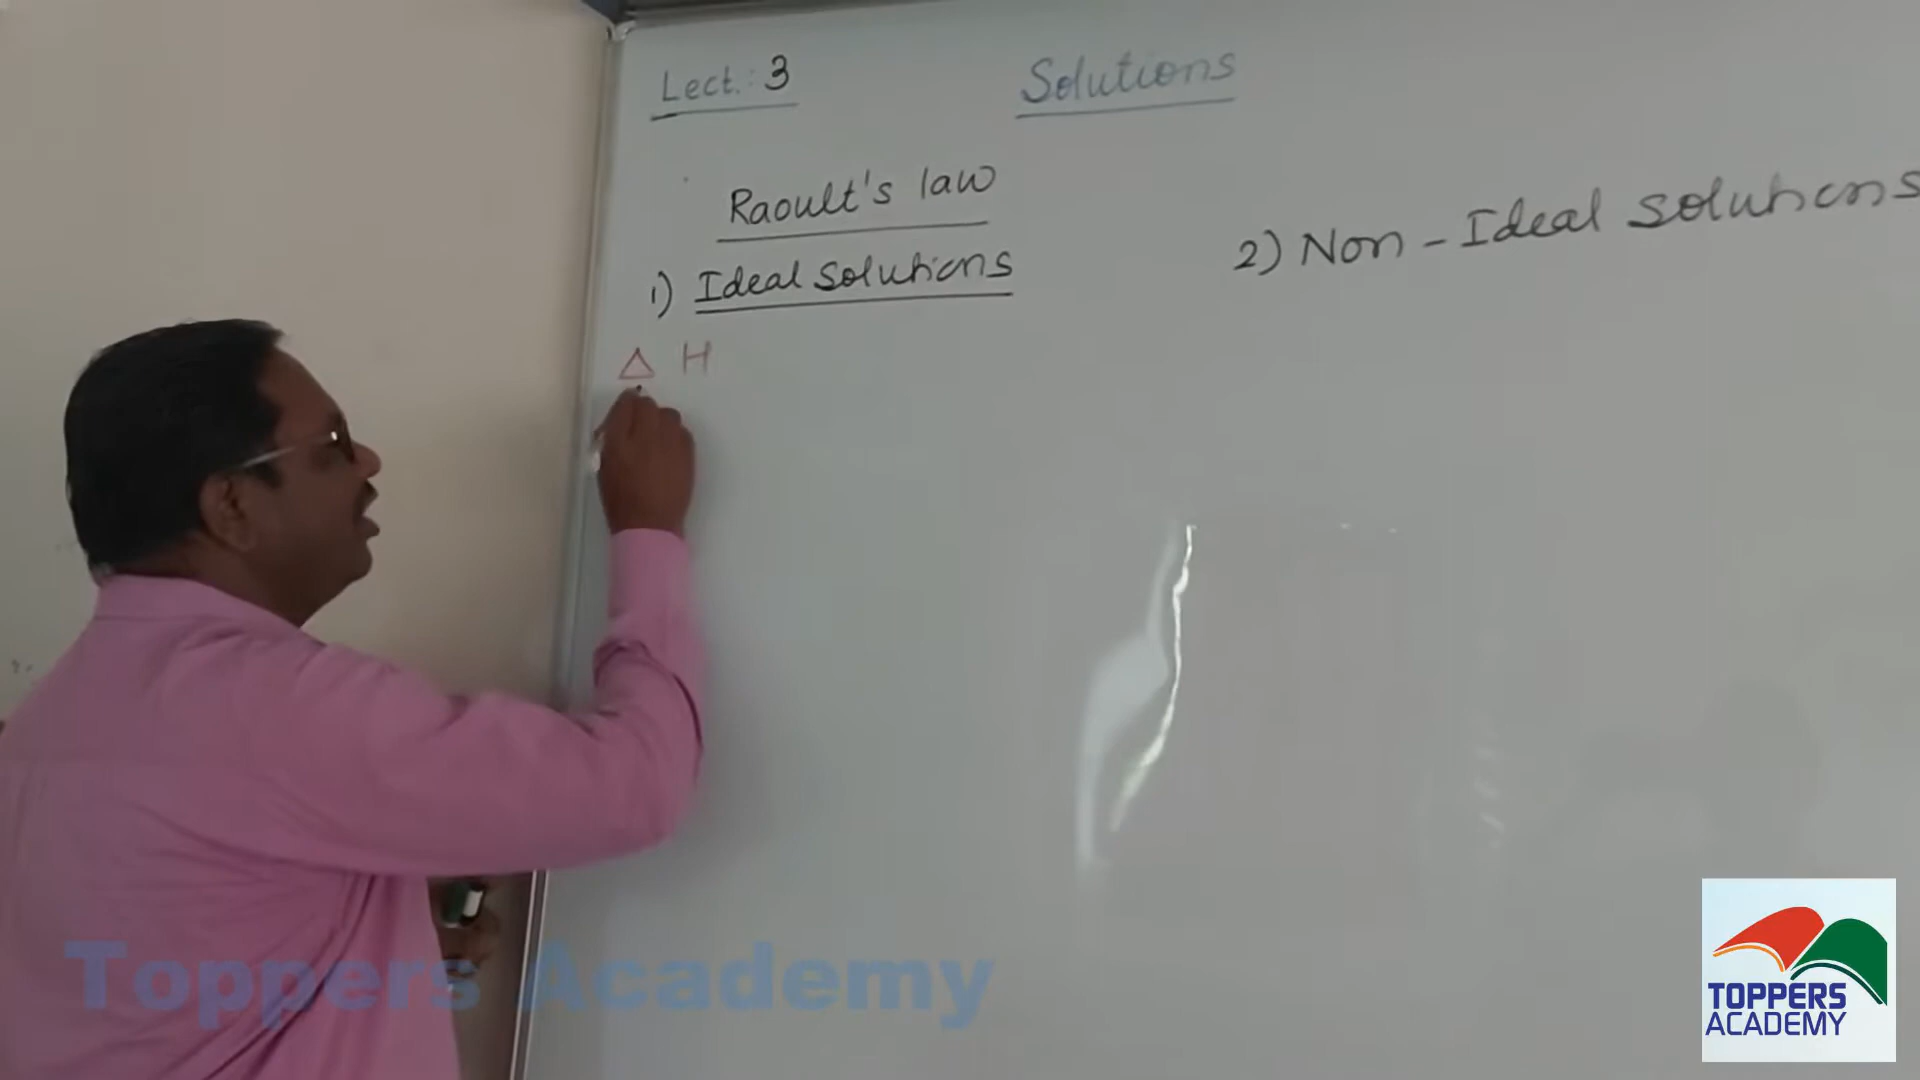 Lect.: 3
Solutions
Raoult's law
1) Ideal Solutions
2) Non-Ideal Solutions
Δ H
Toppers Academy
TOPPERS
ACADEMY